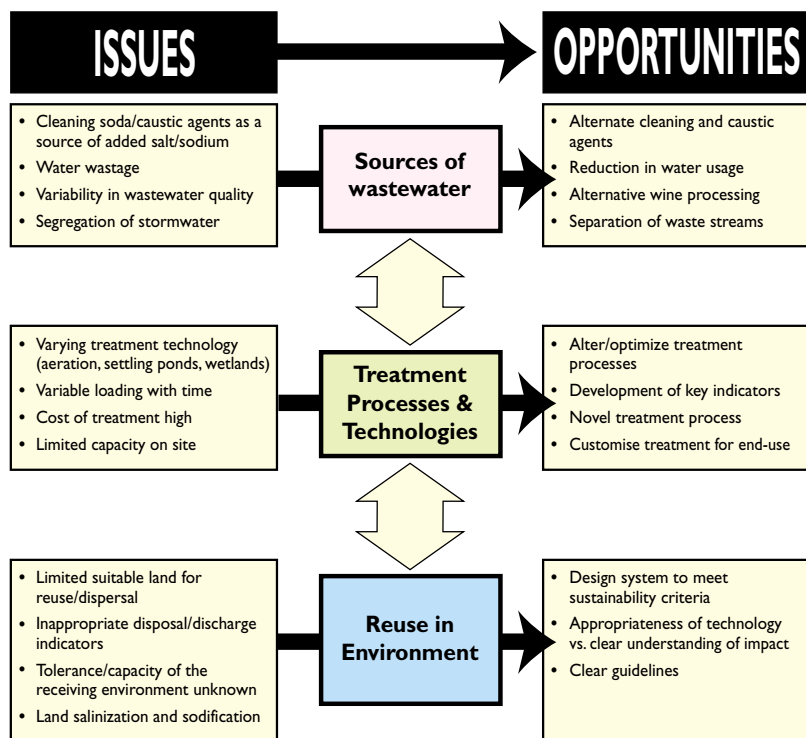 ISSUES
OPPORTUNITIES
• Cleaning soda/caustic agents as a
source of added salt/sodium
• Water wastage
• Variability in wastewater quality
• Segregation of stormwater
Sources of
wastewater
• Alternate cleaning and caustic
agents
• Reduction in water usage
• Alternative wine processing
• Separation of waste streams
• Varying treatment technology
(aeration, settling ponds, wetlands)
• Variable loading with time
• Cost of treatment high
• Limited capacity on site
Treatment
Processes &
Technologies
• Alter/optimize treatment
processes
• Development of key indicators
• Novel treatment process
• Customise treatment for end-use
• Limited suitable land for
reuse/dispersal
• Inappropriate disposal/discharge
indicators
• Tolerance/capacity of the
receiving environment unknown
• Land salinization and sodification
Reuse in
Environment
• Design system to meet
sustainability criteria
• Appropriateness of technology
vs. clear understanding of impact
• Clear guidelines